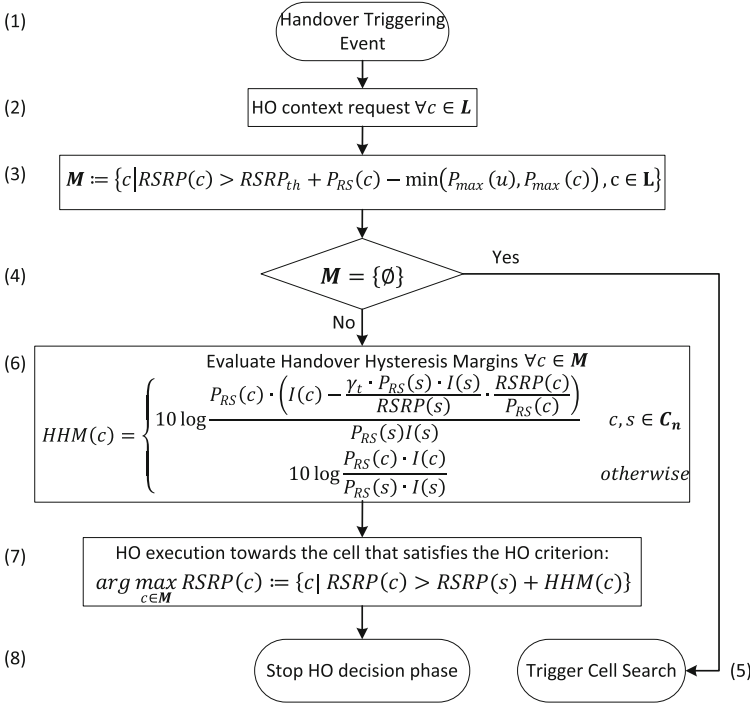 (1)
Handover Triggering
Event
(2)
HO context request ∀c ∈ L
(3)
M ≔ {c|RSRP(c) > RSRP_th + P_RS(c) − min(P_max(u), P_max(c)), c ∈ L}
(4)
M = {∅}
Yes
No
(6)
Evaluate Handover Hysteresis Margins ∀c ∈ M
HHM(c) = { 10 log (P_RS(c) · (I(c) − (γ_t · P_RS(s) · I(s))/RSRP(s) · RSRP(c)/P_RS(c))) / (P_RS(s)I(s)) c, s ∈ C_n
10 log (P_RS(c) · I(c)) / (P_RS(s) · I(s)) otherwise
(7)
HO execution towards the cell that satisfies the HO criterion:
arg max RSRP(c) ≔ {c| RSRP(c) > RSRP(s) + HHM(c)}
c∈M
(8)
Stop HO decision phase
Trigger Cell Search
(5)